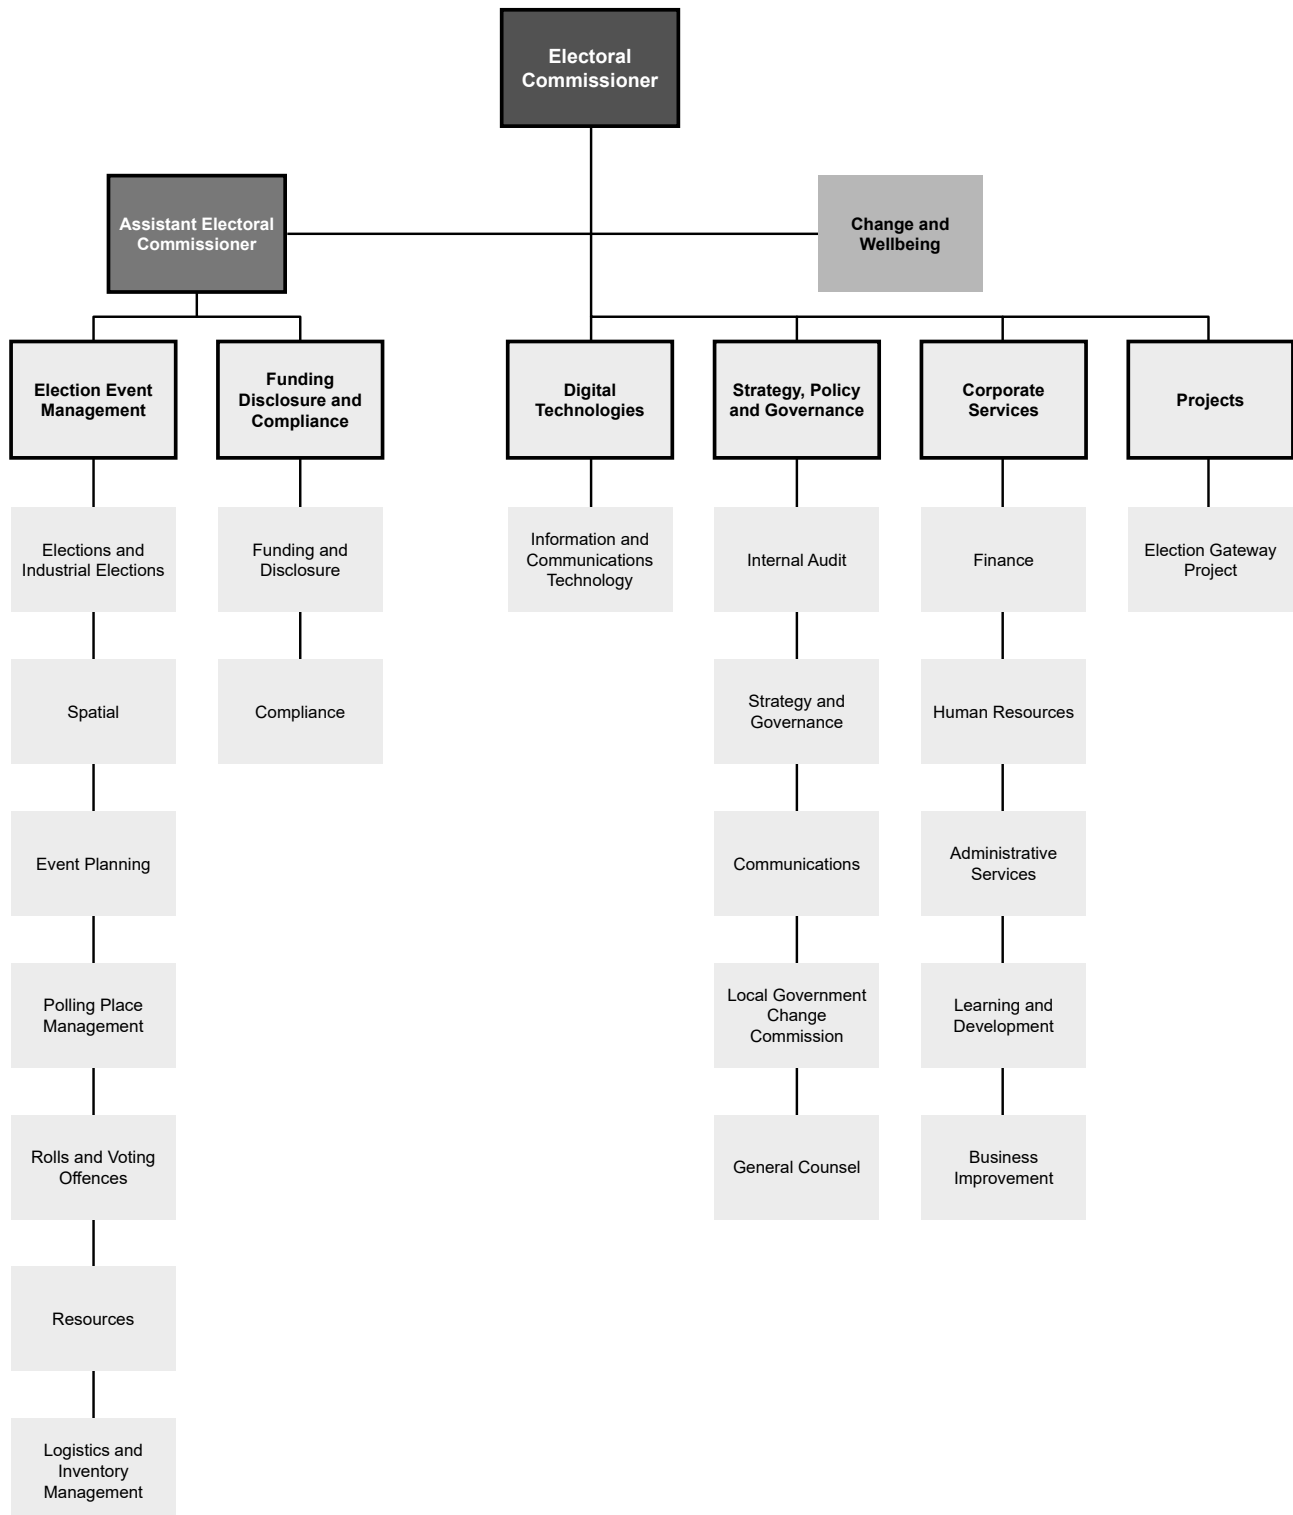 Electoral
Commissioner
Assistant Electoral
Commissioner
Change and
Wellbeing
Election Event
Management
Funding
Disclosure and
Compliance
Digital
Technologies
Strategy, Policy
and Governance
Corporate
Services
Projects
Elections and
Industrial Elections
Funding and
Disclosure
Information and
Communications
Technology
Internal Audit
Finance
Election Gateway
Project
Spatial
Compliance
Strategy and
Governance
Human Resources
Event Planning
Communications
Administrative
Services
Polling Place
Management
Local Government
Change
Commission
Learning and
Development
Rolls and Voting
Offences
General Counsel
Business
Improvement
Resources
Logistics and
Inventory
Management